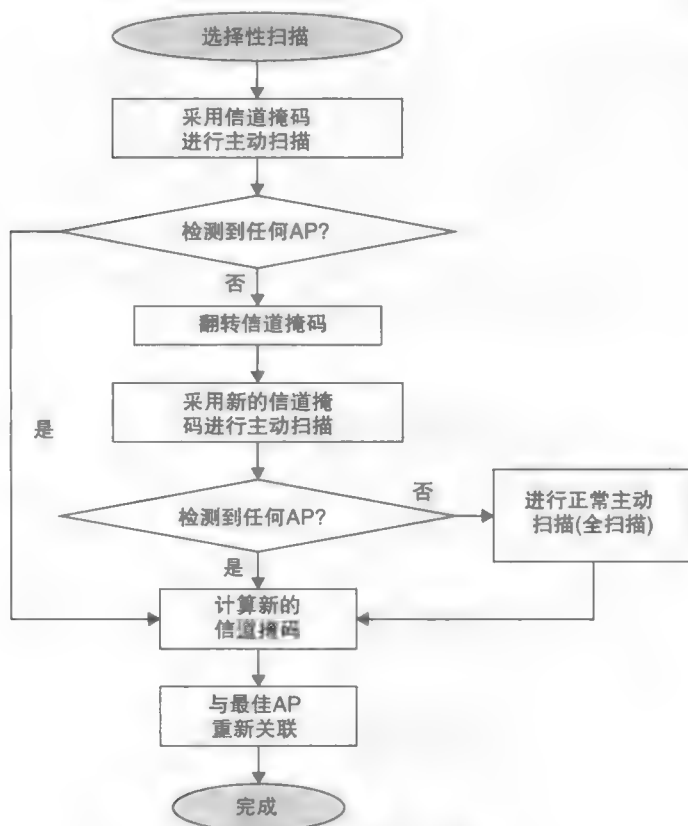 选择性扫描
采用信道掩码
进行主动扫描
检测到任何AP?
否
翻转信道掩码
采用新的信道掩
码进行主动扫描
是
检测到任何AP?
否
进行正常主动
扫描(全扫描)
是
计算新的
信道掩码
与最佳AP
重新关联
完成